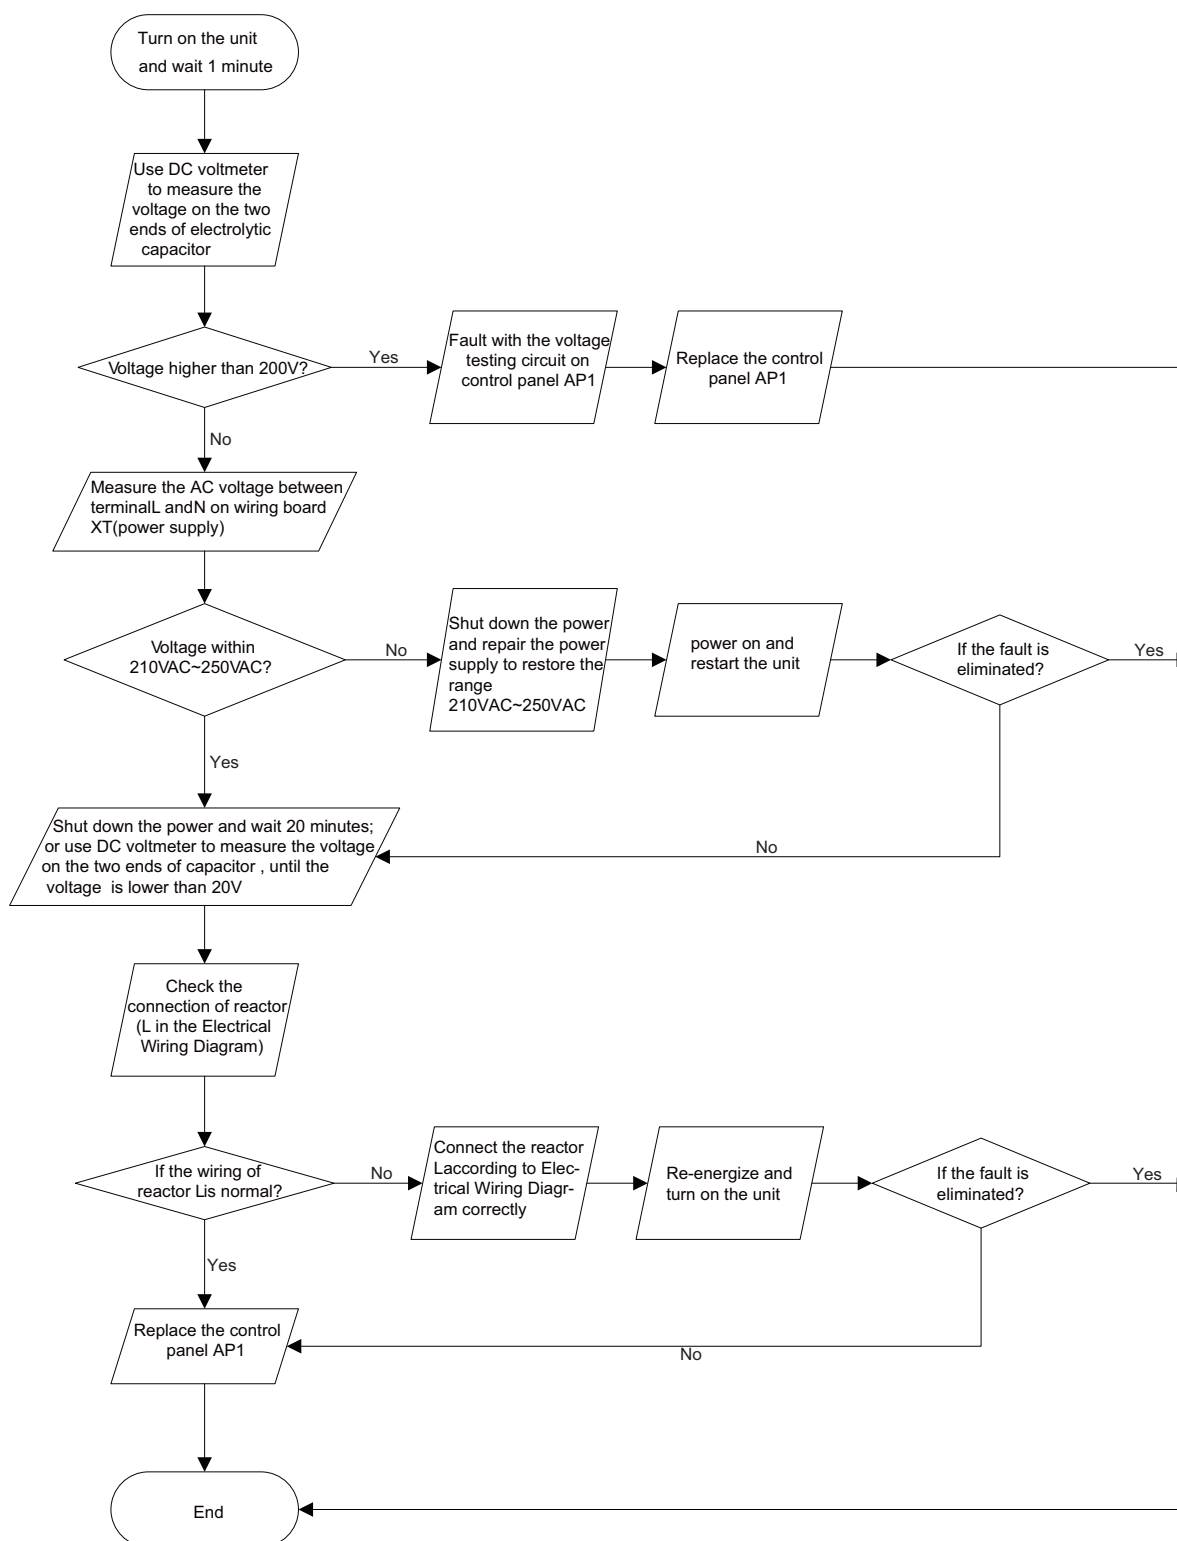 Turn on the unit
and wait 1 minute
Use DC voltmeter
to measure the
voltage on the two
ends of electrolytic
capacitor
Voltage higher than 200V?
Yes
Fault with the voltage
testing circuit on
control panel AP1
Replace the control
panel AP1
No
Measure the AC voltage between
terminalL andN on wiring board
XT(power supply)
Voltage within
210VAC~250VAC?
No
Shut down the power
and repair the power
supply to restore the
range
210VAC~250VAC
power on and
restart the unit
If the fault is
eliminated?
Yes
Yes
No
Shut down the power and wait 20 minutes;
or use DC voltmeter to measure the voltage
on the two ends of capacitor , until the
voltage is lower than 20V
Check the
connection of reactor
(L in the Electrical
Wiring Diagram)
If the wiring of
reactor Lis normal?
No
Connect the reactor
Laccording to Elec-
trical Wiring Diagr-
am correctly
Re-energize and
turn on the unit
If the fault is
eliminated?
Yes
Yes
No
Replace the control
panel AP1
End